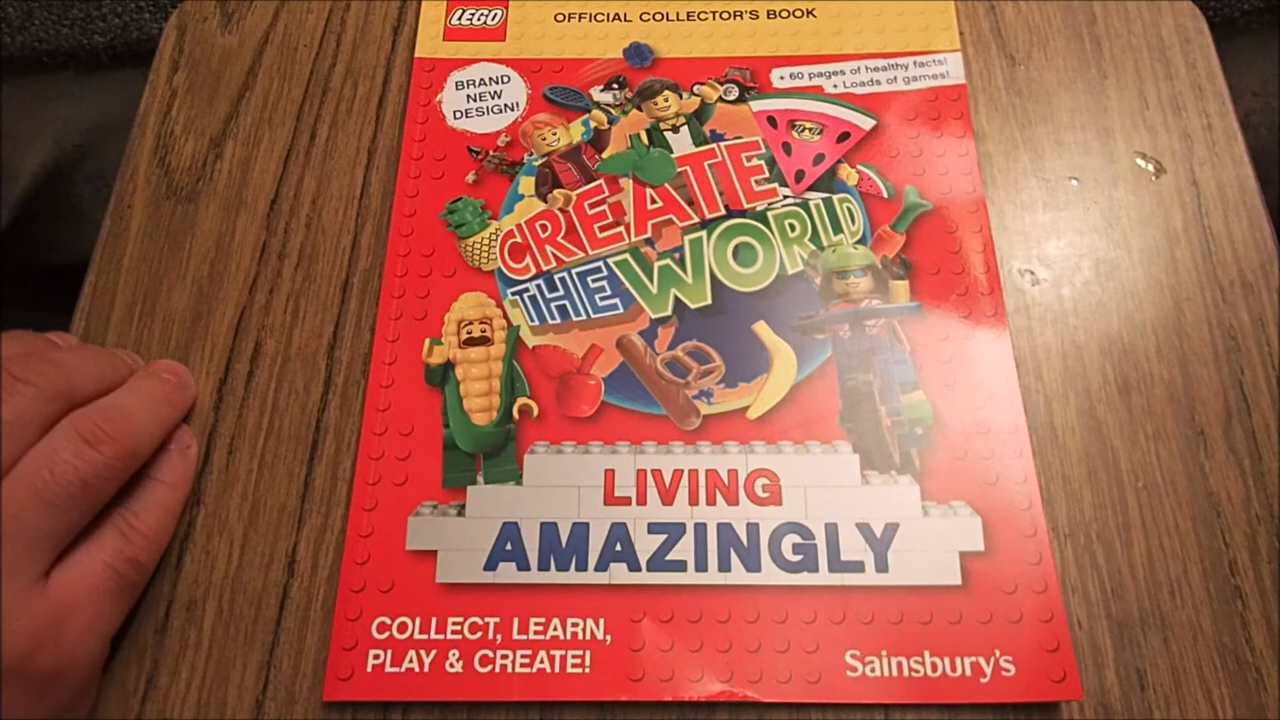 LEGO
OFFICIAL COLLECTOR'S BOOK
BRAND
NEW
DESIGN!
+ 60 pages of healthy facts!
+ Loads of games!
CREATE
THE WORLD
LIVING
AMAZINGLY
COLLECT, LEARN,
PLAY & CREATE!
Sainsbury's